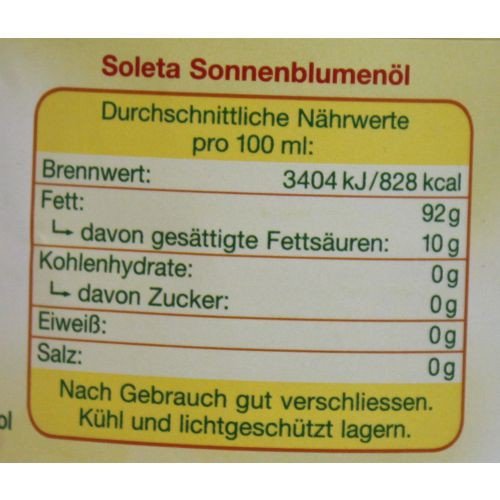 Soleta Sonnenblumenöl
Durchschnittliche Nährwerte
pro 100 ml:
Brennwert: 3404 kJ/828 kcal
Fett: 92 g
↳ davon gesättigte Fettsäuren: 10 g
Kohlenhydrate: 0 g
↳ davon Zucker: 0 g
Eiweiß: 0 g
Salz: 0 g
Nach Gebrauch gut verschliessen.
Kühl und lichtgeschützt lagern.